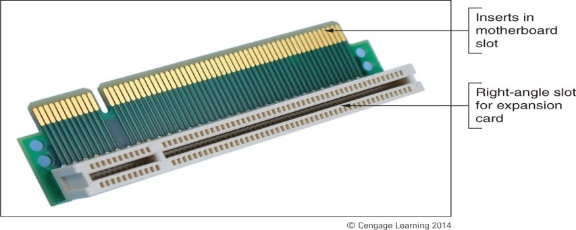 Inserts in
motherboard
slot
Right-angle slot
for expansion
card
© Cengage Learning 2014